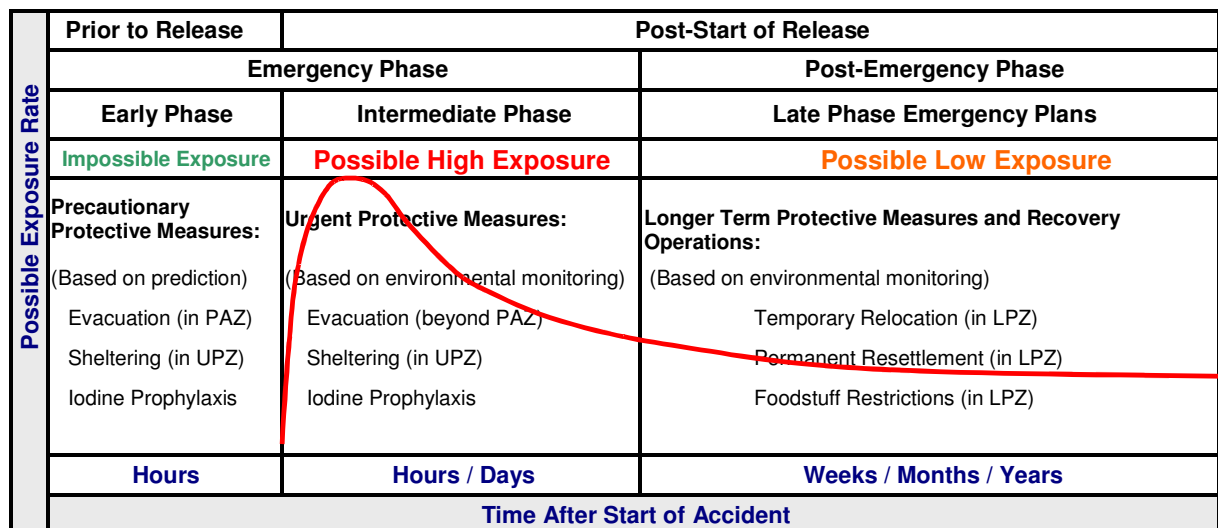 Possible Exposure Rate
Prior to Release
Post-Start of Release
Emergency Phase
Post-Emergency Phase
Early Phase
Intermediate Phase
Late Phase Emergency Plans
Impossible Exposure
Possible High Exposure
Possible Low Exposure
Precautionary
Protective Measures:
(Based on prediction)
Evacuation (in PAZ)
Sheltering (in UPZ)
Iodine Prophylaxis
Urgent Protective Measures:
(Based on environmental monitoring)
Evacuation (beyond PAZ)
Sheltering (in UPZ)
Iodine Prophylaxis
Longer Term Protective Measures and Recovery
Operations:
(Based on environmental monitoring)
Temporary Relocation (in LPZ)
Permanent Resettlement (in LPZ)
Foodstuff Restrictions (in LPZ)
Hours
Hours / Days
Weeks / Months / Years
Time After Start of Accident